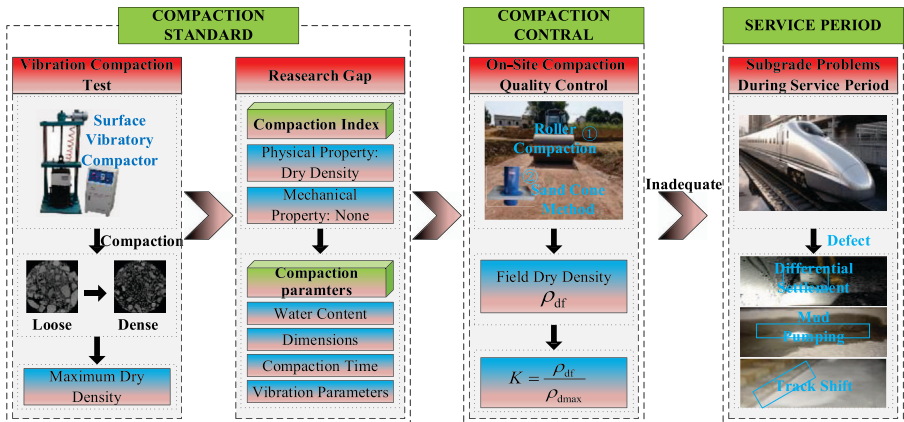 COMPACTION
STANDARD
Vibration Compaction
Test
Surface
Vibratory
Compactor
Compaction
Loose
Dense
Maximum Dry
Density
Reasearch Gap
Compaction Index
Physical Property:
Dry Density
Mechanical
Property: None
Compaction
paramters
Water Content
Dimensions
Compaction Time
Vibration Parameters
COMPACTION
CONTRAL
On-Site Compaction
Quality Control
Roller ①
Compaction
②
Sand Cone
Method
Field Dry Density
ρdf
K = ρdf / ρdmax
Inadequate
SERVICE PERIOD
Subgrade Problems
During Service Period
Defect
Differential
Settlement
Mud
Pumping
Track Shift